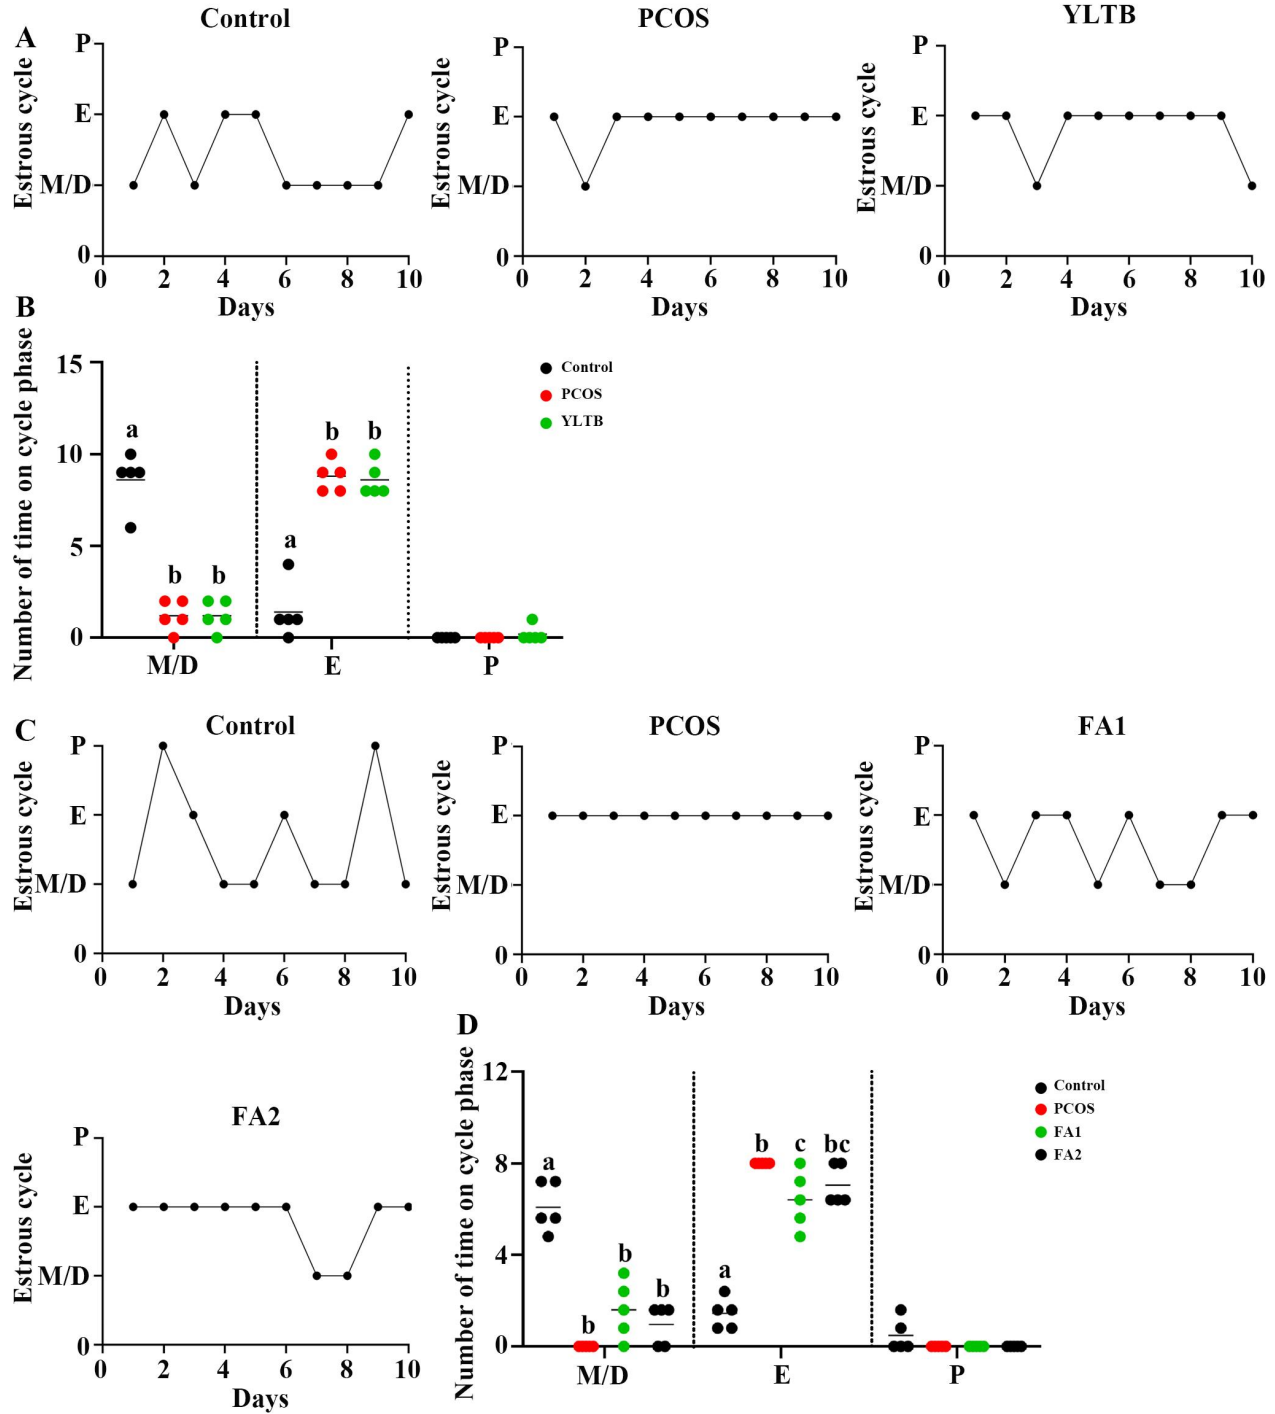 A
Control
PCOS
YLTB
Estrous cycle
P
E
M/D
0
0 2 4 6 8 10
Days
Estrous cycle
P
E
M/D
0
0 2 4 6 8 10
Days
Estrous cycle
P
E
M/D
0
0 2 4 6 8 10
Days
B
Number of time on cycle phase
15
10
5
0
a
b b
a
b b
M/D E P
Control
PCOS
YLTB
C
Control
PCOS
FA1
Estrous cycle
P
E
M/D
0
0 2 4 6 8 10
Days
Estrous cycle
P
E
M/D
0
0 2 4 6 8 10
Days
Estrous cycle
P
E
M/D
0
0 2 4 6 8 10
Days
FA2
Estrous cycle
P
E
M/D
0
0 2 4 6 8 10
Days
D
Number of time on cycle phase
12
8
4
0
a
b
b
b
a
b c bc
M/D E P
Control
PCOS
FA1
FA2